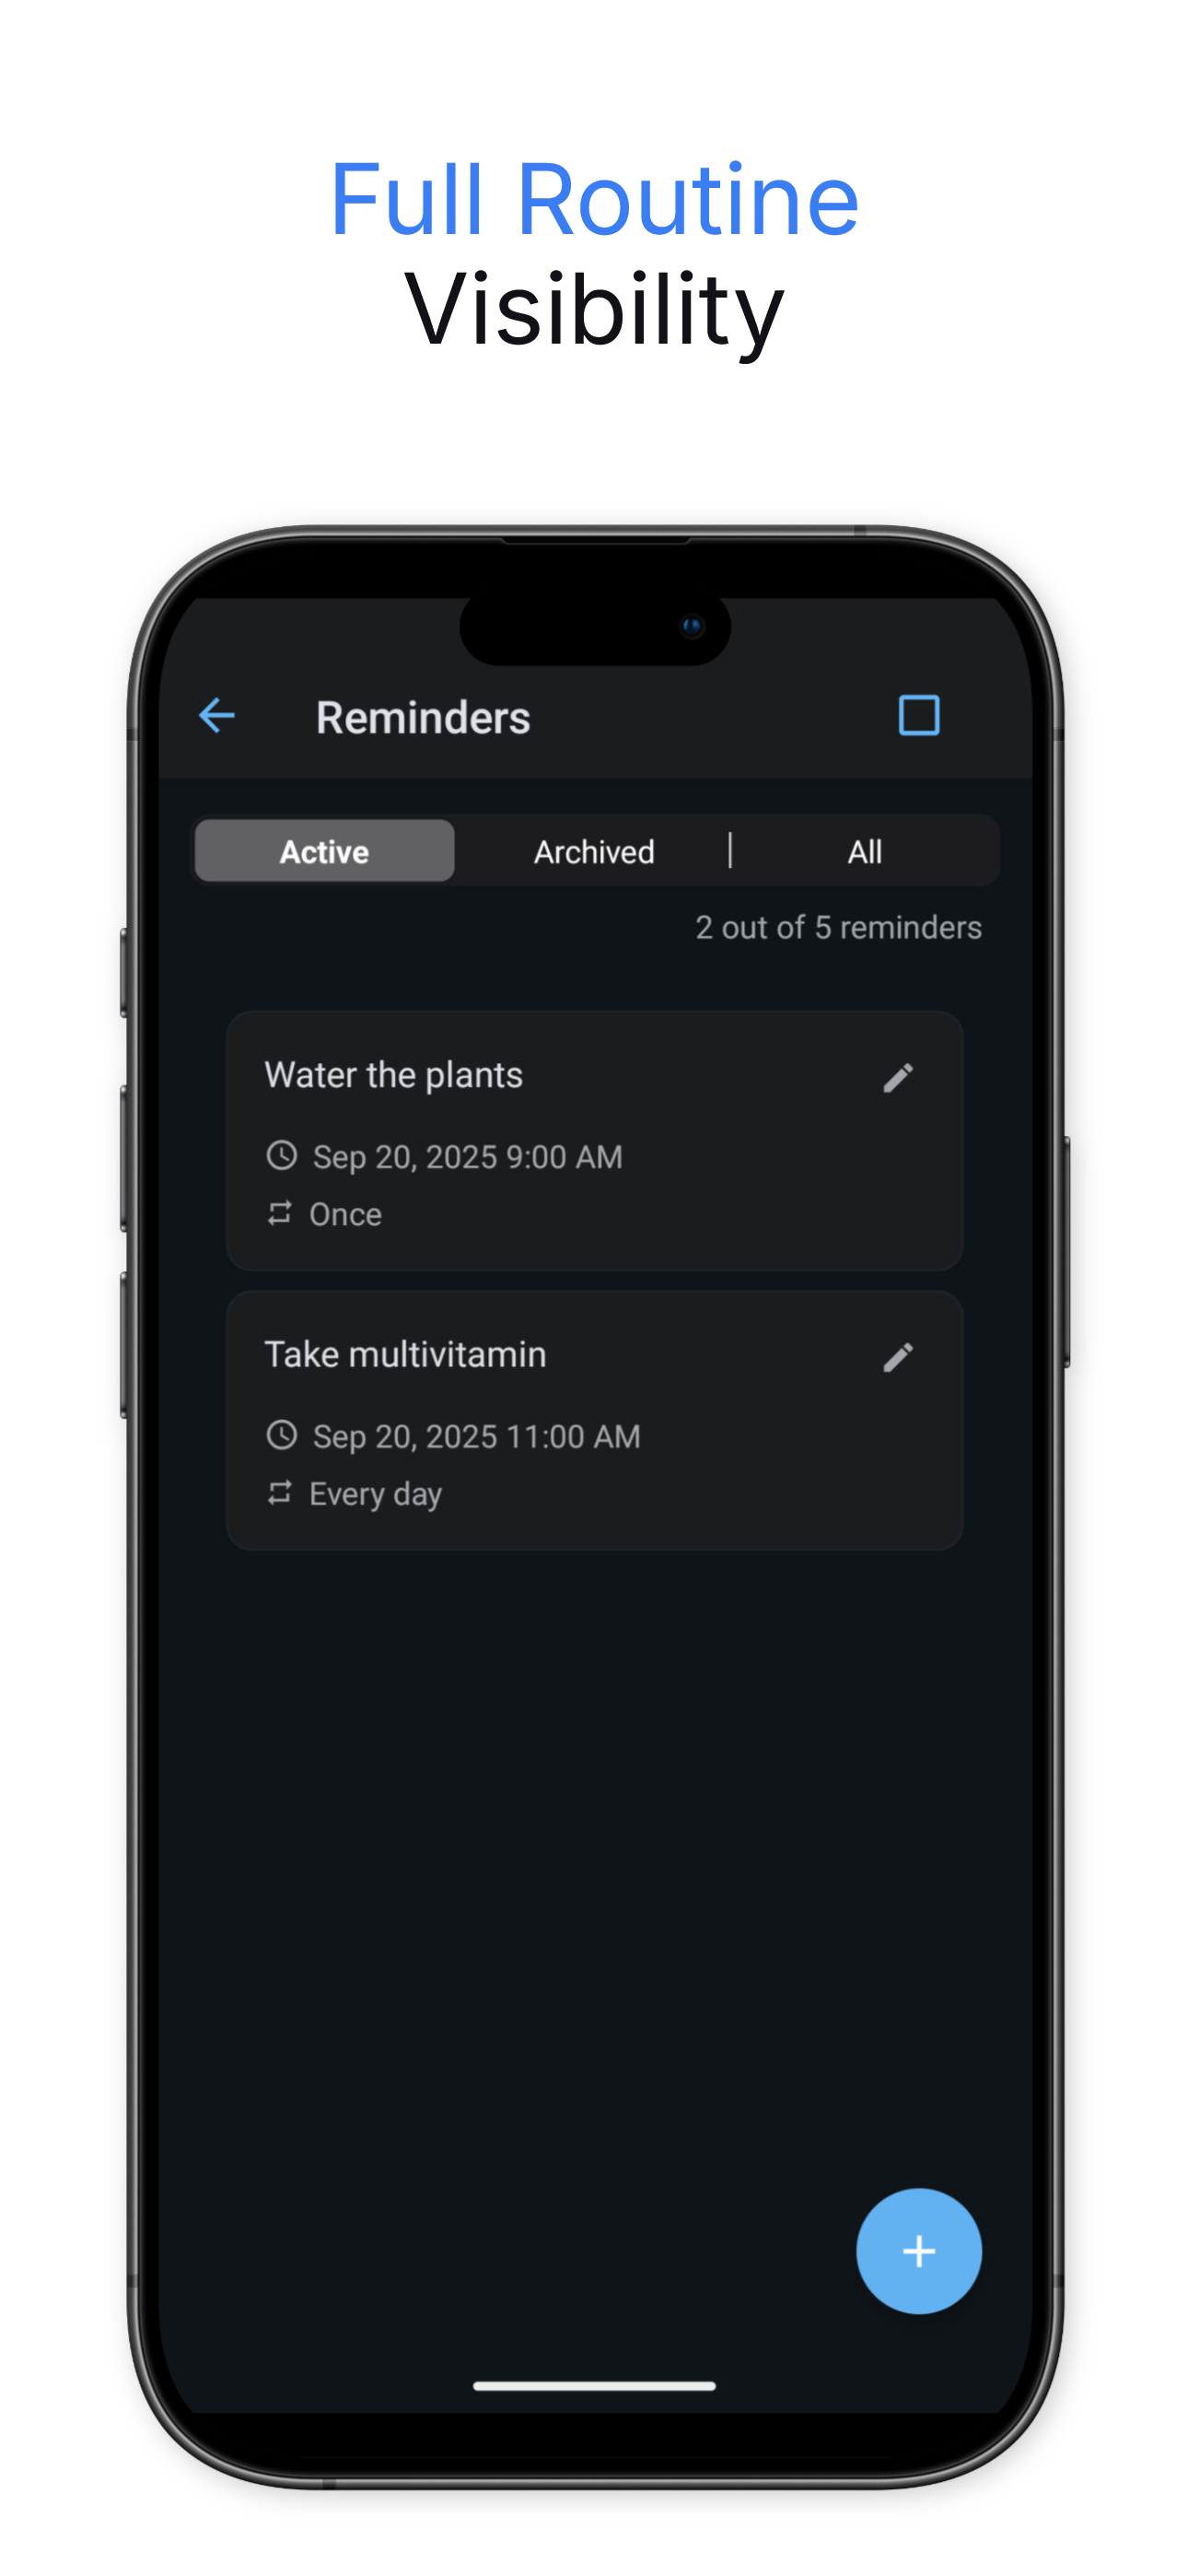 Full Routine
Visibility
Reminders
Active Archived | All
2 out of 5 reminders
Water the plants
Sep 20, 2025 9:00 AM
Once
Take multivitamin
Sep 20, 2025 11:00 AM
Every day
+